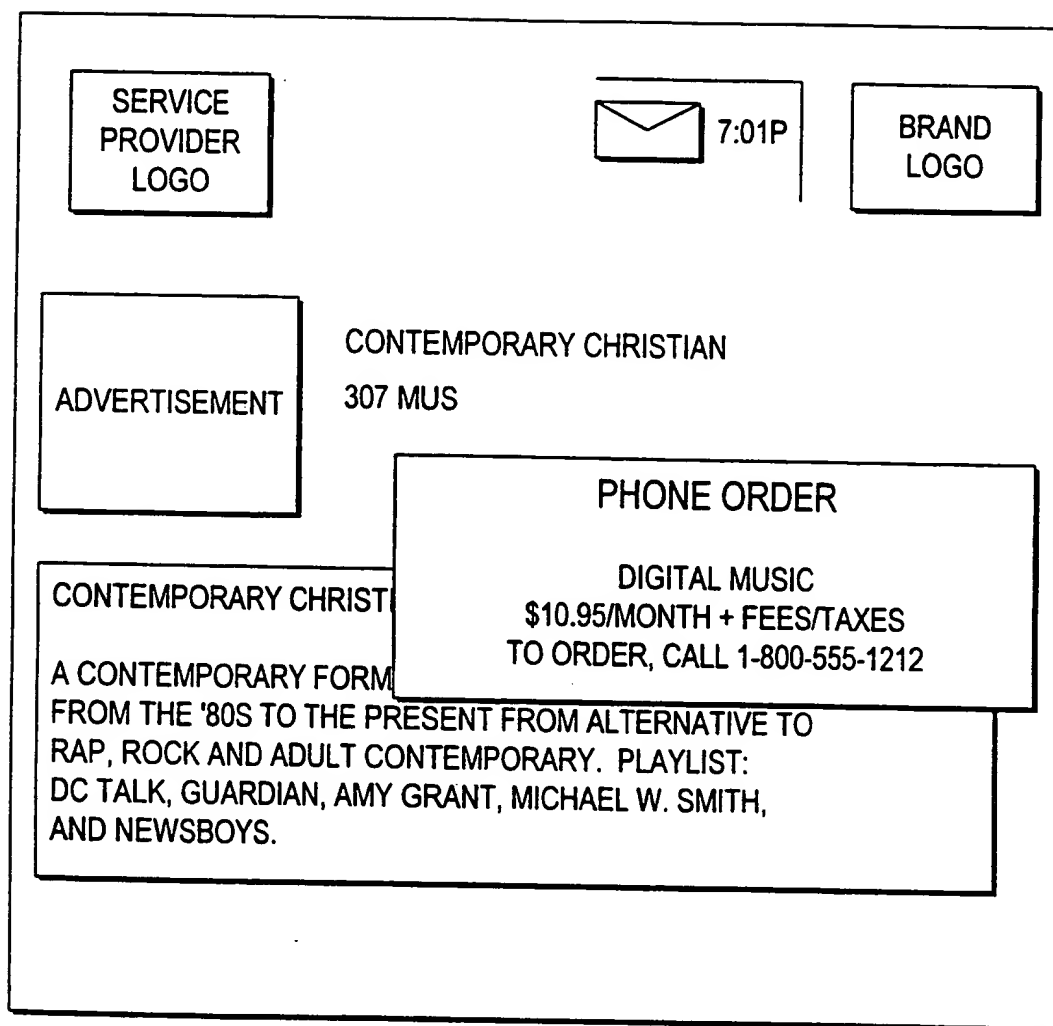 SERVICE
PROVIDER
LOGO
7:01P
BRAND
LOGO
ADVERTISEMENT
CONTEMPORARY CHRISTIAN
307 MUS
PHONE ORDER
DIGITAL MUSIC
$10.95/MONTH + FEES/TAXES
TO ORDER, CALL 1-800-555-1212
CONTEMPORARY CHRISTI
A CONTEMPORARY FORM
FROM THE '80S TO THE PRESENT FROM ALTERNATIVE TO
RAP, ROCK AND ADULT CONTEMPORARY. PLAYLIST:
DC TALK, GUARDIAN, AMY GRANT, MICHAEL W. SMITH,
AND NEWSBOYS.